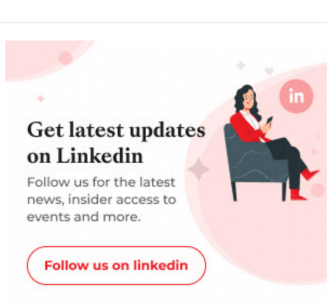 in
Get latest updates
on Linkedin
Follow us for the latest
news, insider access to
events and more.
Follow us on linkedin